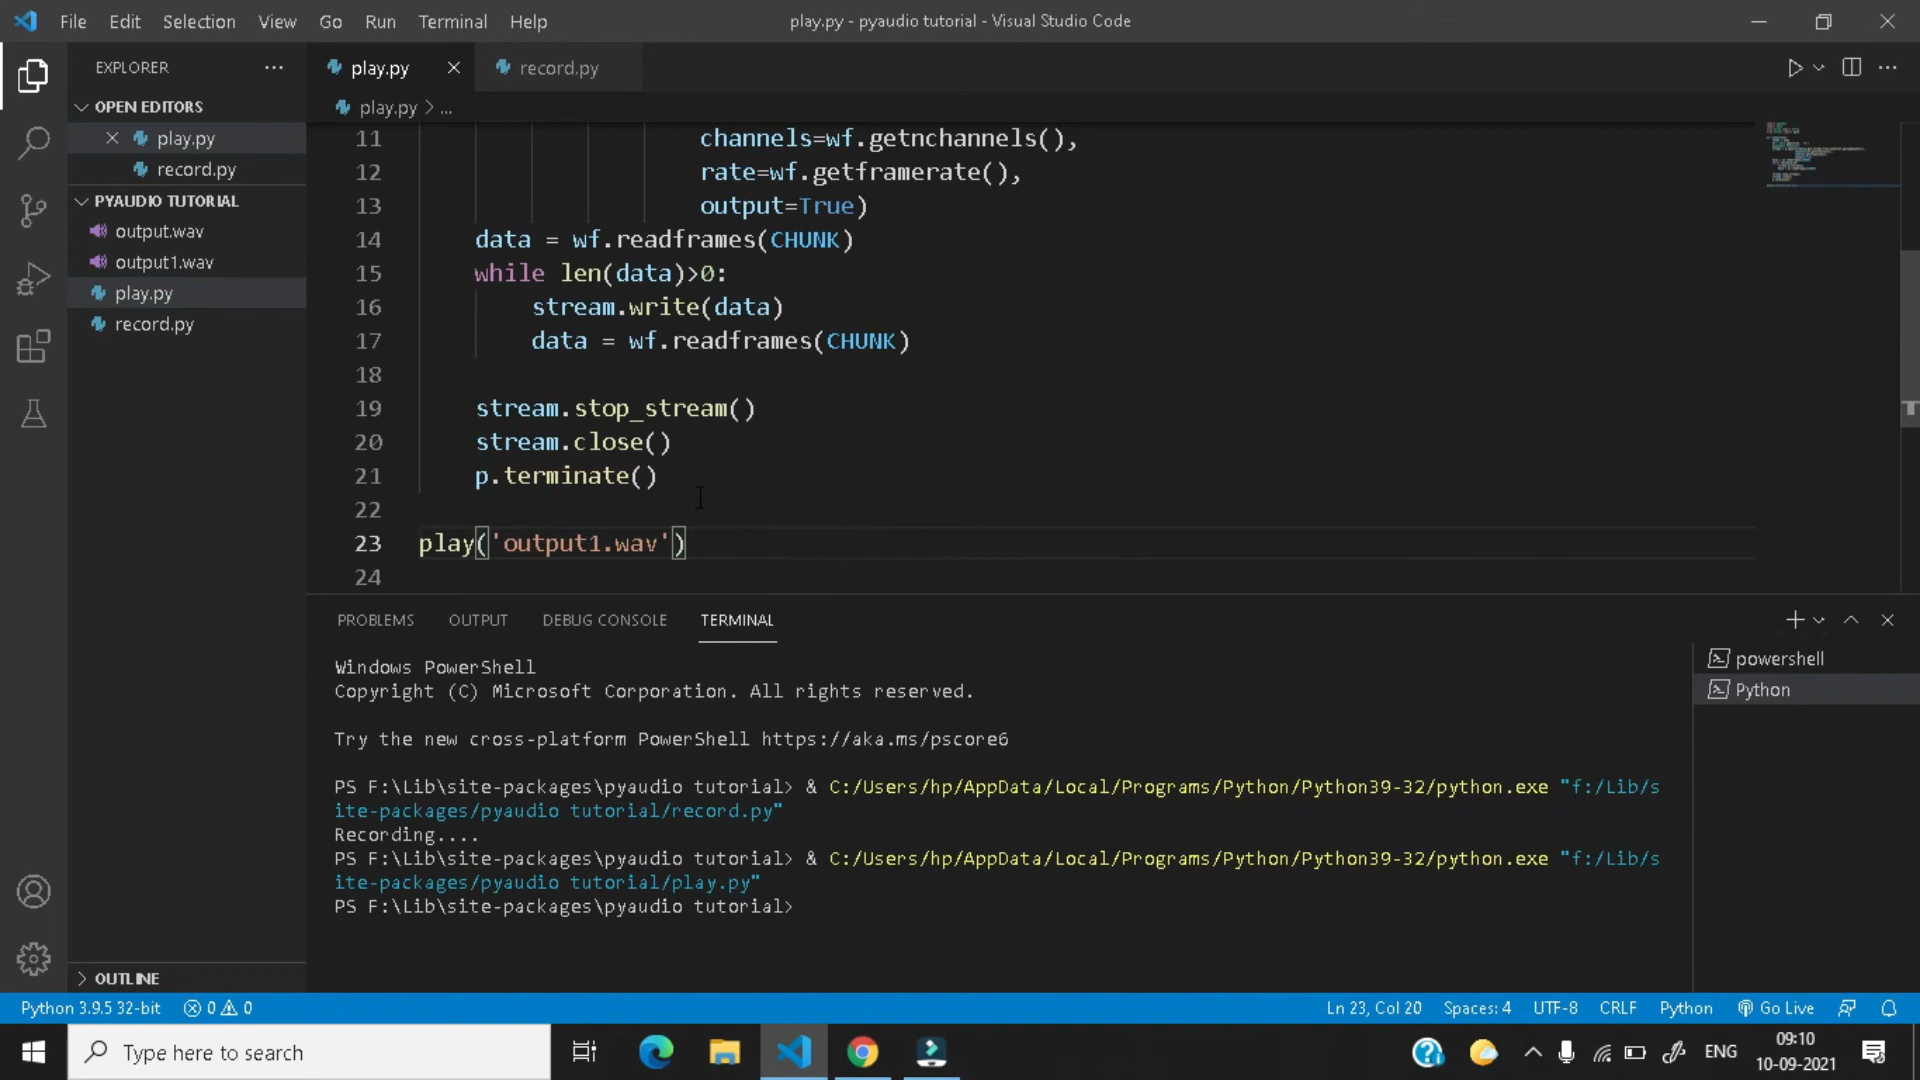 File Edit Selection View Go Run Terminal Help
play.py - pyaudio tutorial - Visual Studio Code
EXPLORER
play.py
record.py
OPEN EDITORS
play.py
record.py
PYAUDIO TUTORIAL
output.wav
output1.wav
play.py
record.py
OUTLINE
play.py > ...
11 channels=wf.getnchannels(),
12 rate=wf.getframerate(),
13 output=True)
14 data = wf.readframes(CHUNK)
15 while len(data)>0:
16 stream.write(data)
17 data = wf.readframes(CHUNK)
18
19 stream.stop_stream()
20 stream.close()
21 p.terminate()
22
23 play('output1.wav')
24
PROBLEMS OUTPUT DEBUG CONSOLE TERMINAL
powershell
Python
Windows PowerShell
Copyright (C) Microsoft Corporation. All rights reserved.
Try the new cross-platform PowerShell https://aka.ms/pscore6
PS F:\Lib\site-packages\pyaudio tutorial> & C:/Users/hp/AppData/Local/Programs/Python/Python39-32/python.exe "f:/Lib/s
ite-packages/pyaudio tutorial/record.py"
Recording....
PS F:\Lib\site-packages\pyaudio tutorial> & C:/Users/hp/AppData/Local/Programs/Python/Python39-32/python.exe "f:/Lib/s
ite-packages/pyaudio tutorial/play.py"
PS F:\Lib\site-packages\pyaudio tutorial>
Python 3.9.5 32-bit 0 0
Ln 23, Col 20 Spaces: 4 UTF-8 CRLF Python Go Live
Type here to search
ENG
09:10
10-09-2021